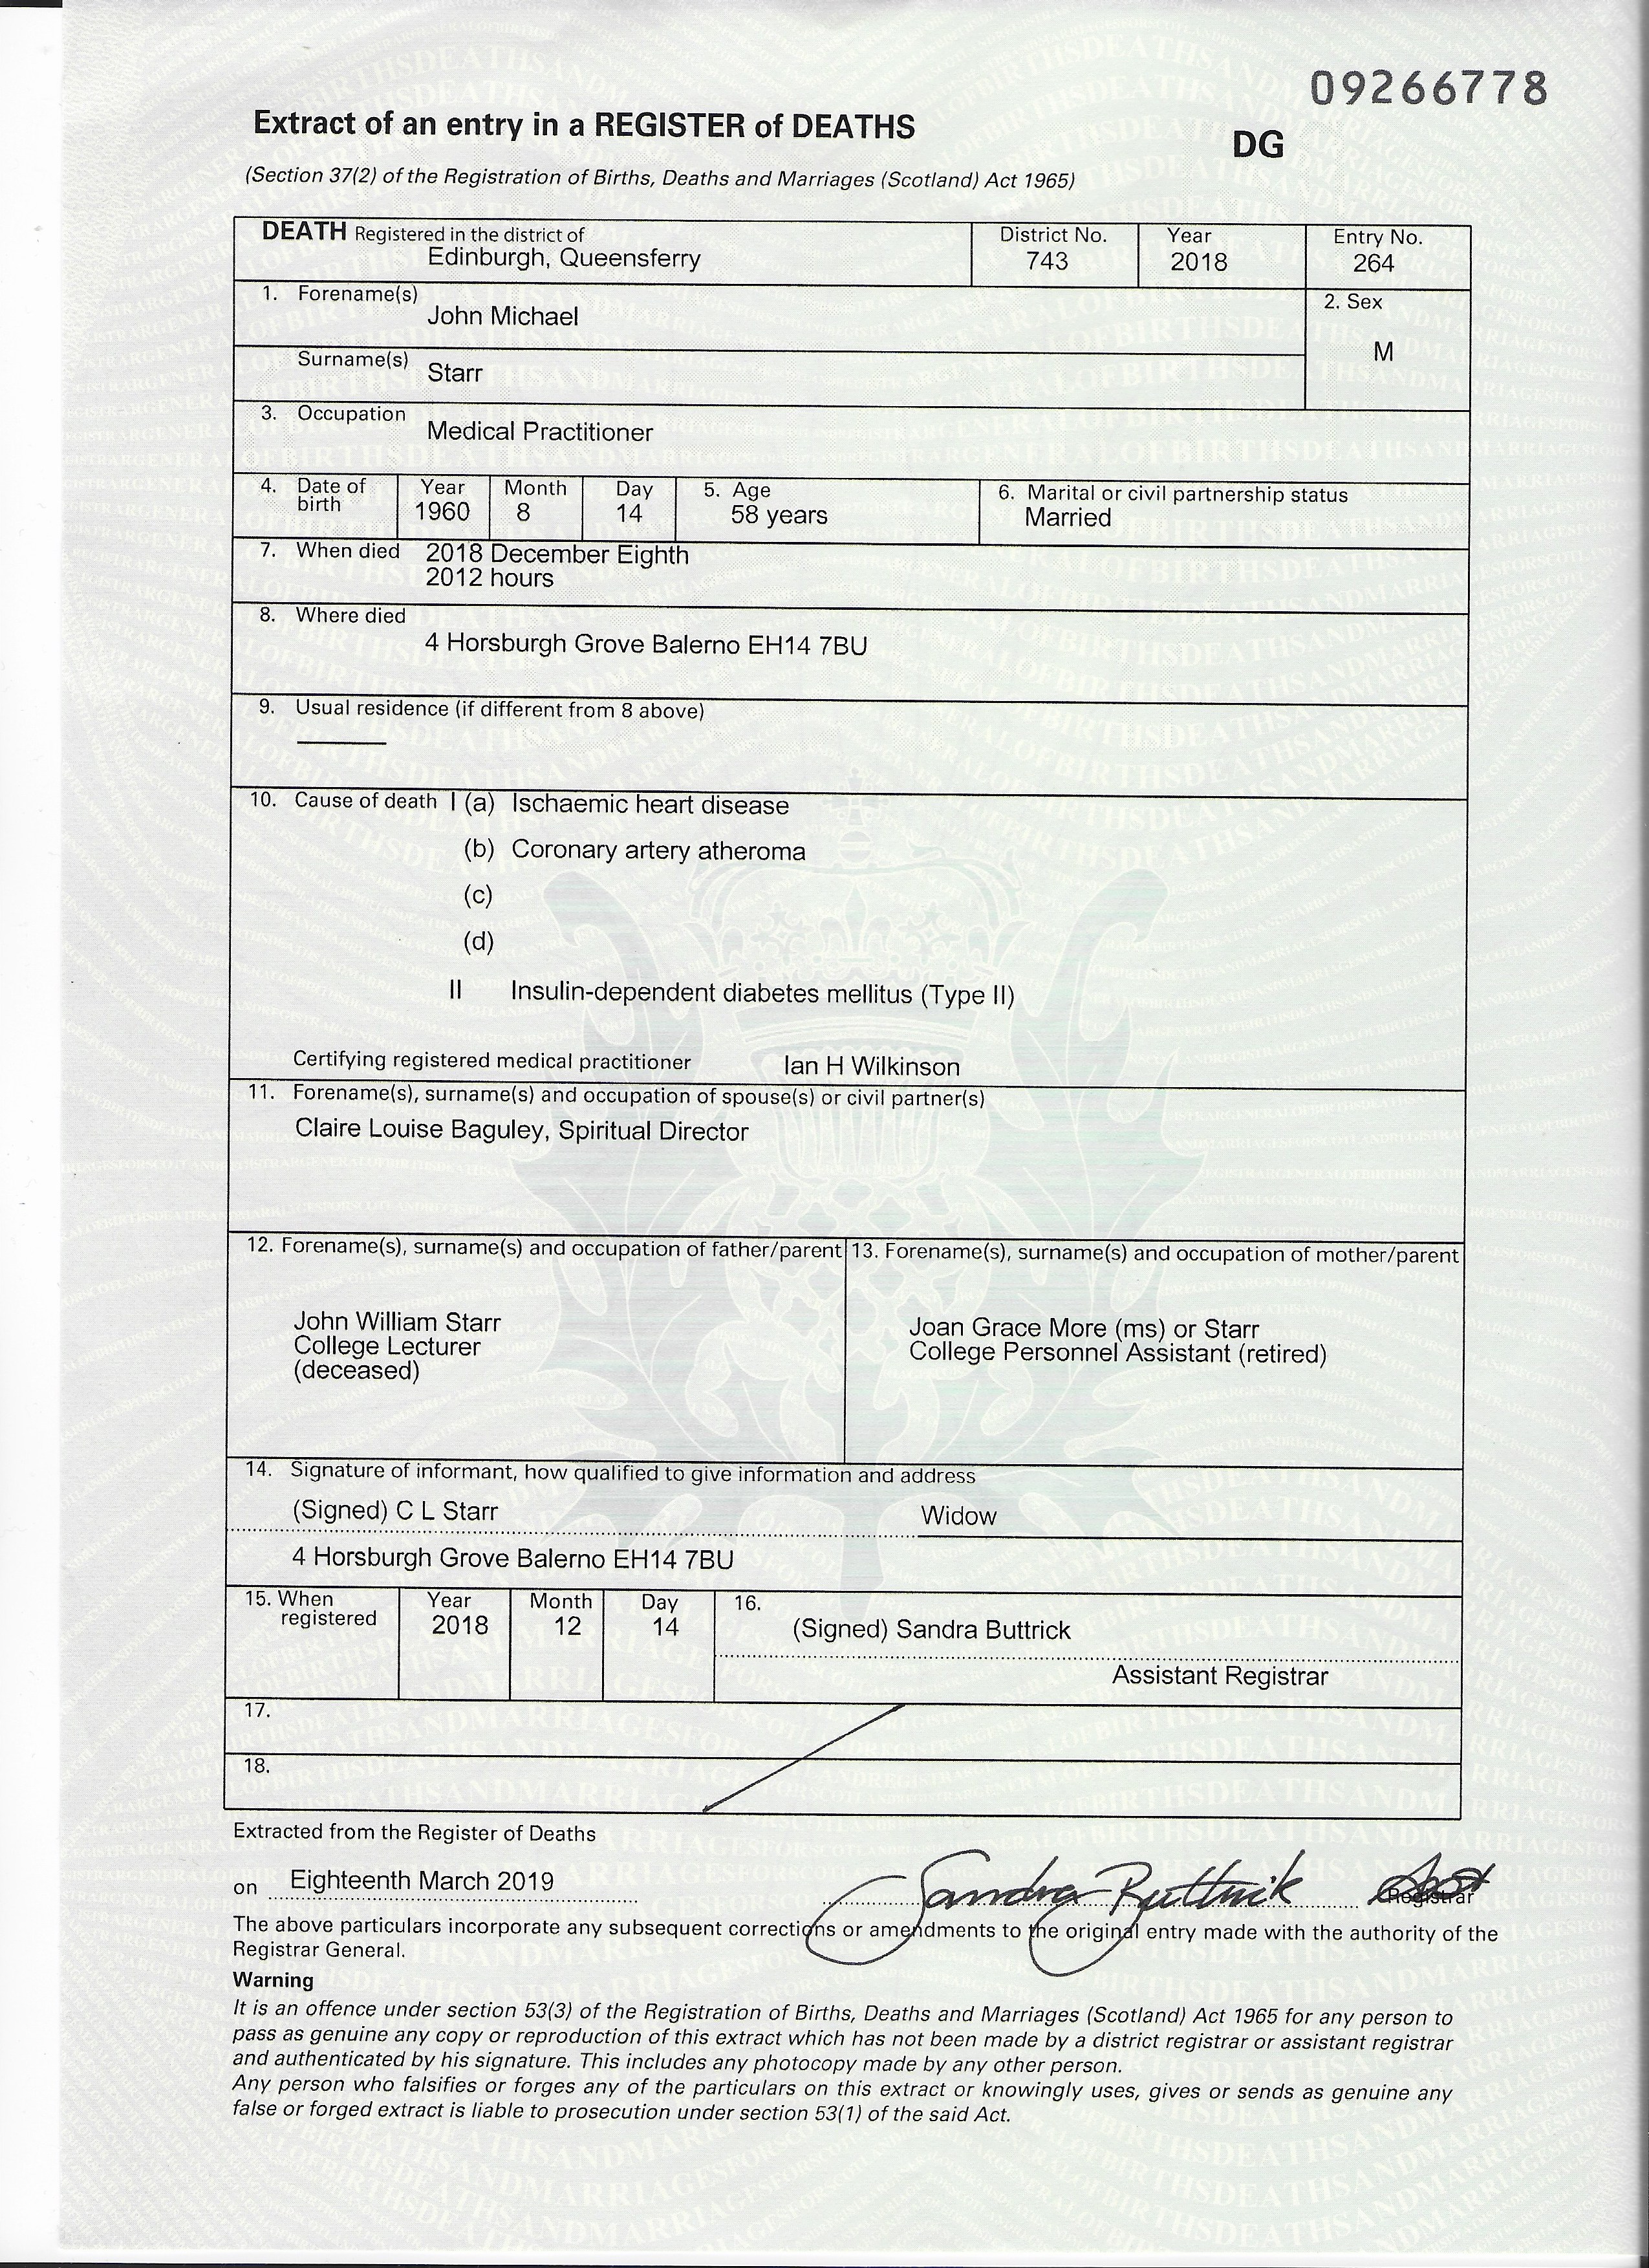 09266778
Extract of an entry in a REGISTER of DEATHS
DG
(Section 37(2) of the Registration of Births, Deaths and Marriages (Scotland) Act 1965)
DEATH Registered in the district of
Edinburgh, Queensferry
District No.
743
Year
2018
Entry No.
264
1. Forename(s)
John Michael
2. Sex
M
Surname(s)
Starr
3. Occupation
Medical Practitioner
4. Date of birth
Year
1960
Month
8
Day
14
5. Age
58 years
6. Marital or civil partnership status
Married
7. When died
2018 December Eighth
2012 hours
8. Where died
4 Horsburgh Grove Balerno EH14 7BU
9. Usual residence (if different from 8 above)
10. Cause of death I (a) Ischaemic heart disease
(b) Coronary artery atheroma
(c)
(d)
II Insulin-dependent diabetes mellitus (Type II)
Certifying registered medical practitioner Ian H Wilkinson
11. Forename(s), surname(s) and occupation of spouse(s) or civil partner(s)
Claire Louise Baguley, Spiritual Director
12. Forename(s), surname(s) and occupation of father/parent
John William Starr
College Lecturer
(deceased)
13. Forename(s), surname(s) and occupation of mother/parent
Joan Grace More (ms) or Starr
College Personnel Assistant (retired)
14. Signature of informant, how qualified to give information and address
(Signed) C L Starr Widow
4 Horsburgh Grove Balerno EH14 7BU
15. When registered
Year
2018
Month
12
Day
14
16.
(Signed) Sandra Buttrick
Assistant Registrar
17.
18.
Extracted from the Register of Deaths
on Eighteenth March 2019
Sandra Buttrick
Registrar
The above particulars incorporate any subsequent corrections or amendments to the original entry made with the authority of the
Registrar General.
Warning
It is an offence under section 53(3) of the Registration of Births, Deaths and Marriages (Scotland) Act 1965 for any person to
pass as genuine any copy or reproduction of this extract which has not been made by a district registrar or assistant registrar
and authenticated by his signature. This includes any photocopy made by any other person.
Any person who falsifies or forges any of the particulars on this extract or knowingly uses, gives or sends as genuine any
false or forged extract is liable to prosecution under section 53(1) of the said Act.